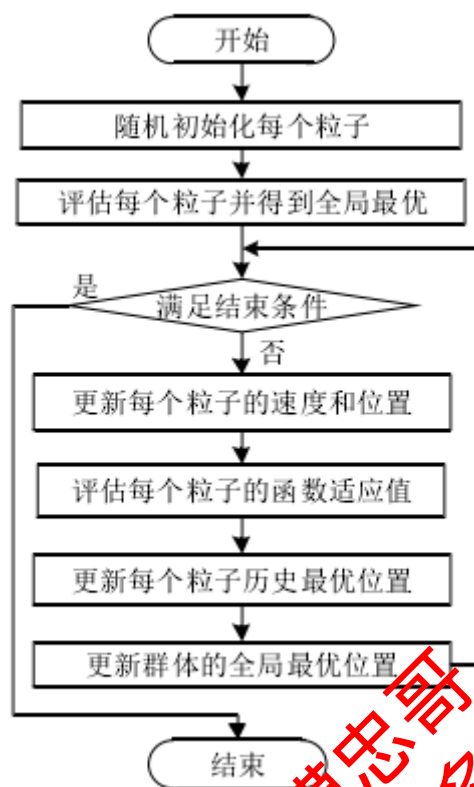 开始
随机初始化每个粒子
评估每个粒子并得到全局最优
是
满足结束条件
否
更新每个粒子的速度和位置
评估每个粒子的函数适应值
更新每个粒子历史最优位置
更新群体的全局最优位置
结束
忠哥